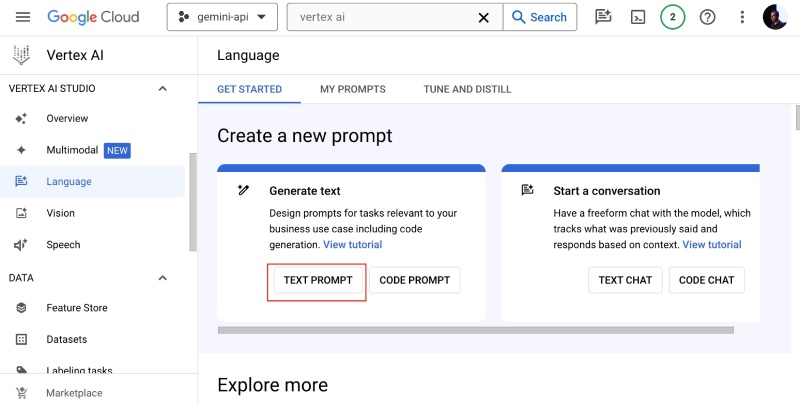 Google Cloud
gemini-api
vertex ai
Search
2
Vertex AI
Language
VERTEX AI STUDIO
Overview
Multimodal NEW
Language
Vision
Speech
DATA
Feature Store
Datasets
Labeling tasks
Marketplace
GET STARTED MY PROMPTS TUNE AND DISTILL
Create a new prompt
Generate text
Design prompts for tasks relevant to your
business use case including code
generation. View tutorial
TEXT PROMPT CODE PROMPT
Start a conversation
Have a freeform chat with the model, which
tracks what was previously said and
responds based on context. View tutorial
TEXT CHAT CODE CHAT
Explore more